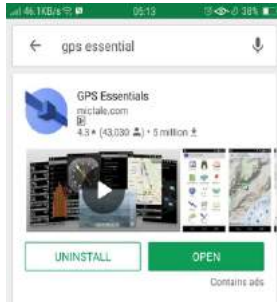 46.1KB/s 05:13 38%
gps essential
GPS Essentials
mictale.com
4.3 (43,030) • 5 million
UNINSTALL OPEN
Contains ads